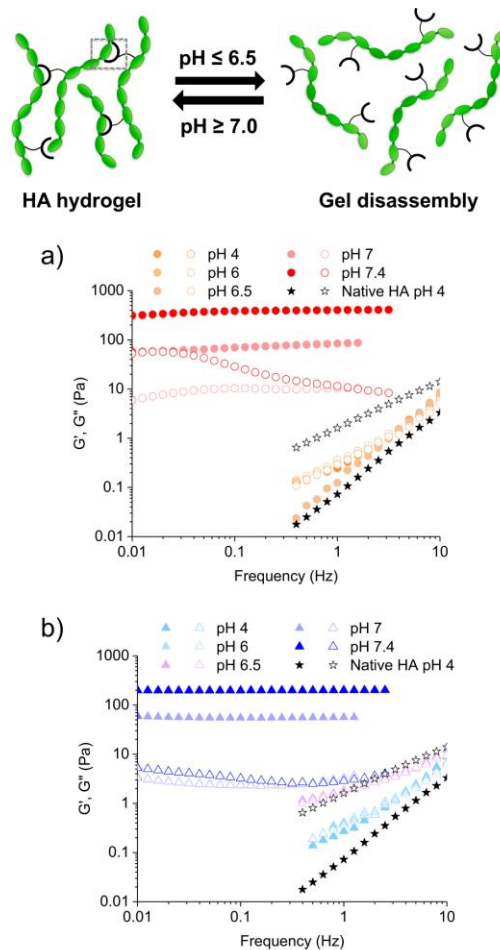 pH ≤ 6.5
pH ≥ 7.0
HA hydrogel
Gel disassembly
a)
pH 4
pH 7
pH 6
pH 7.4
pH 6.5
Native HA pH 4
1000
100
10
1
0.1
0.01
G', G" (Pa)
0.01
0.1
1
10
Frequency (Hz)
b)
pH 4
pH 7
pH 6
pH 7.4
pH 6.5
Native HA pH 4
1000
100
10
1
0.1
0.01
G', G" (Pa)
0.01
0.1
1
10
Frequency (Hz)